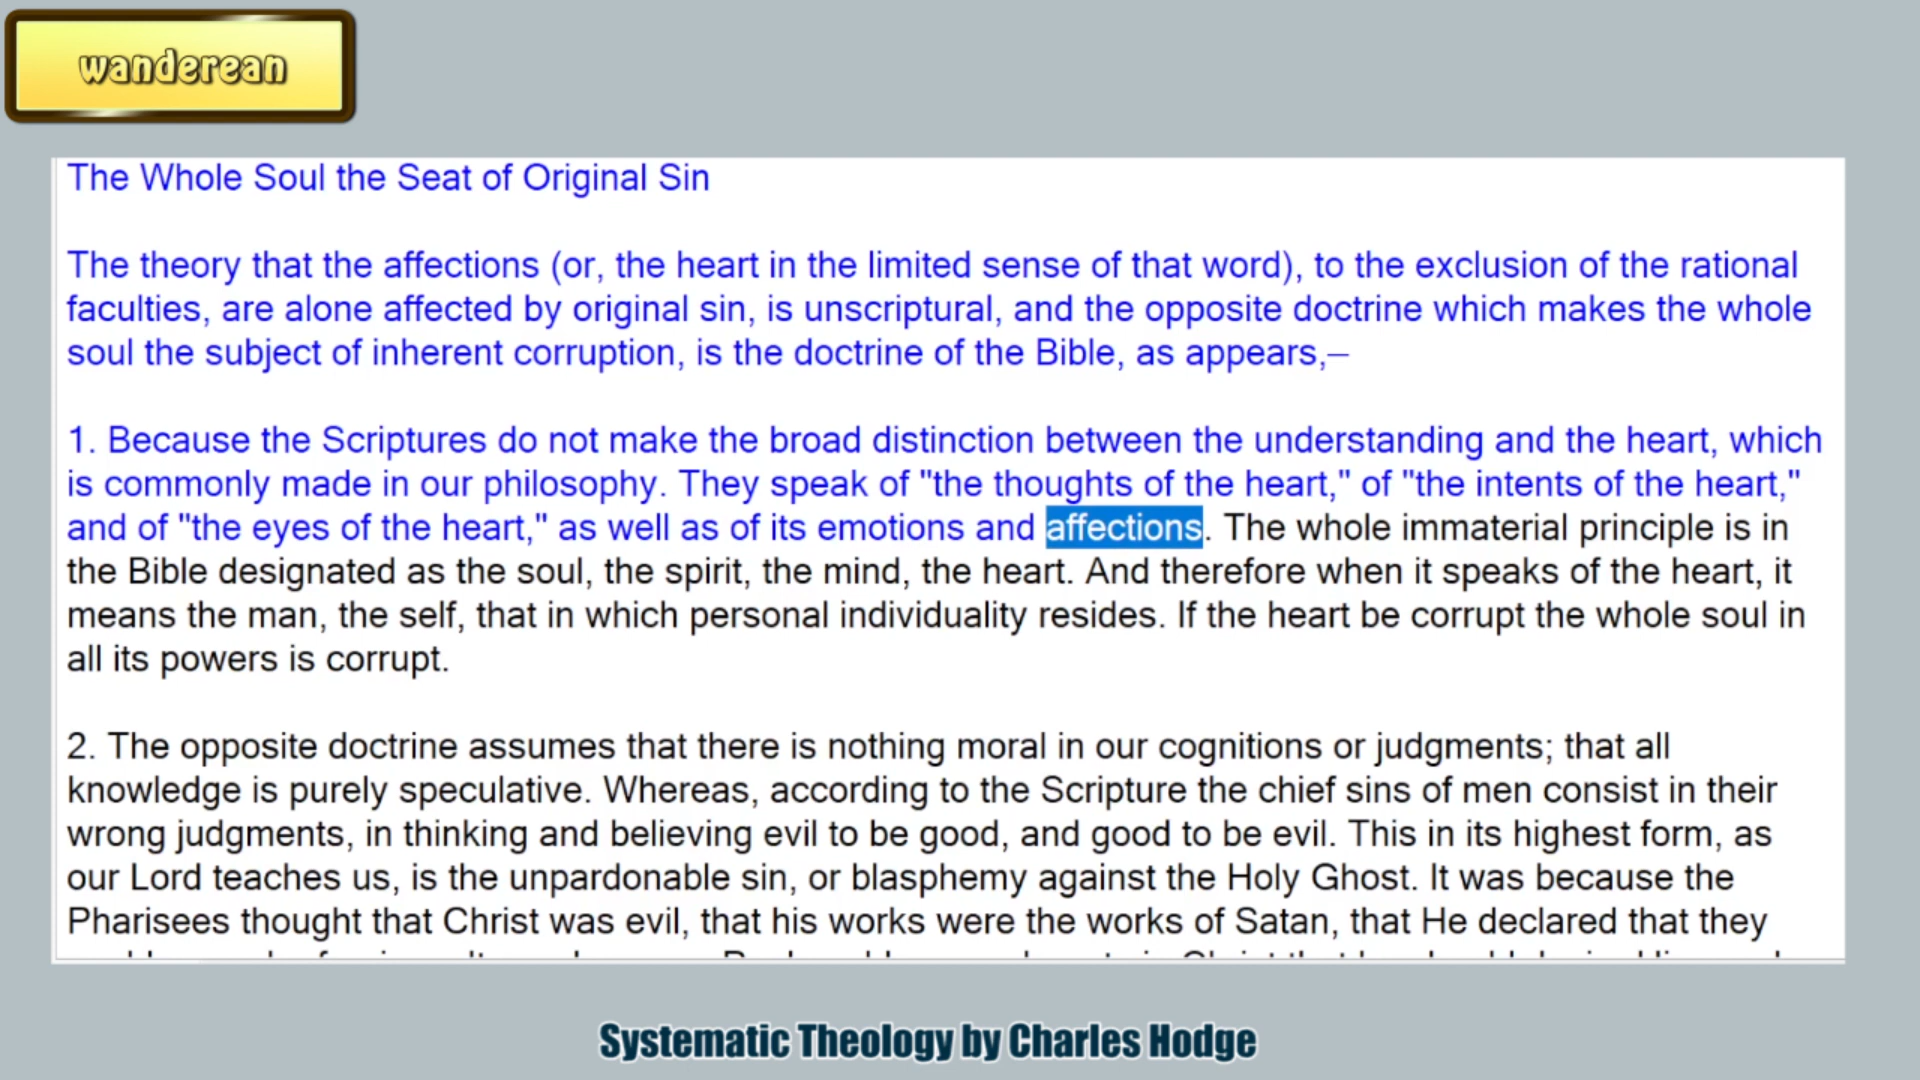 wanderean
The Whole Soul the Seat of Original Sin
The theory that the affections (or, the heart in the limited sense of that word), to the exclusion of the rational
faculties, are alone affected by original sin, is unscriptural, and the opposite doctrine which makes the whole
soul the subject of inherent corruption, is the doctrine of the Bible, as appears,–
1. Because the Scriptures do not make the broad distinction between the understanding and the heart, which
is commonly made in our philosophy. They speak of "the thoughts of the heart," of "the intents of the heart,"
and of "the eyes of the heart," as well as of its emotions and affections. The whole immaterial principle is in
the Bible designated as the soul, the spirit, the mind, the heart. And therefore when it speaks of the heart, it
means the man, the self, that in which personal individuality resides. If the heart be corrupt the whole soul in
all its powers is corrupt.
2. The opposite doctrine assumes that there is nothing moral in our cognitions or judgments; that all
knowledge is purely speculative. Whereas, according to the Scripture the chief sins of men consist in their
wrong judgments, in thinking and believing evil to be good, and good to be evil. This in its highest form, as
our Lord teaches us, is the unpardonable sin, or blasphemy against the Holy Ghost. It was because the
Pharisees thought that Christ was evil, that his works were the works of Satan, that He declared that they
Systematic Theology by Charles Hodge